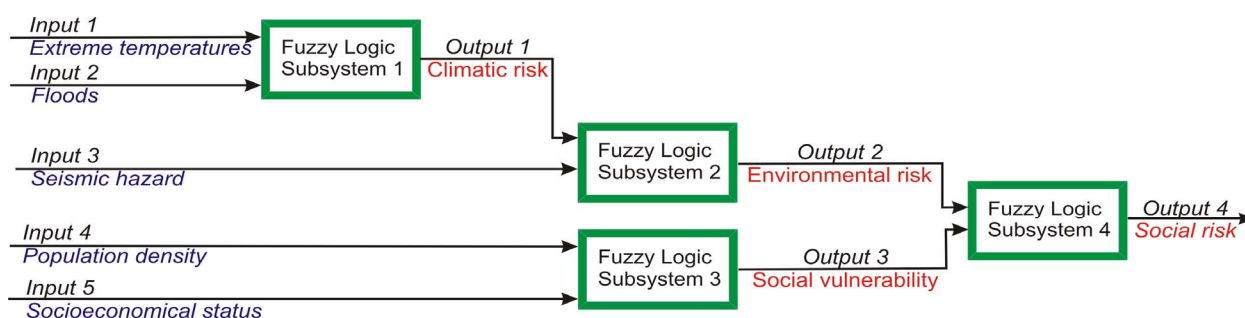 Input 1
Extreme temperatures
Input 2
Floods
Fuzzy Logic
Subsystem 1
Output 1
Climatic risk
Input 3
Seismic hazard
Fuzzy Logic
Subsystem 2
Output 2
Environmental risk
Input 4
Population density
Input 5
Socioeconomical status
Fuzzy Logic
Subsystem 3
Output 3
Social vulnerability
Fuzzy Logic
Subsystem 4
Output 4
Social risk